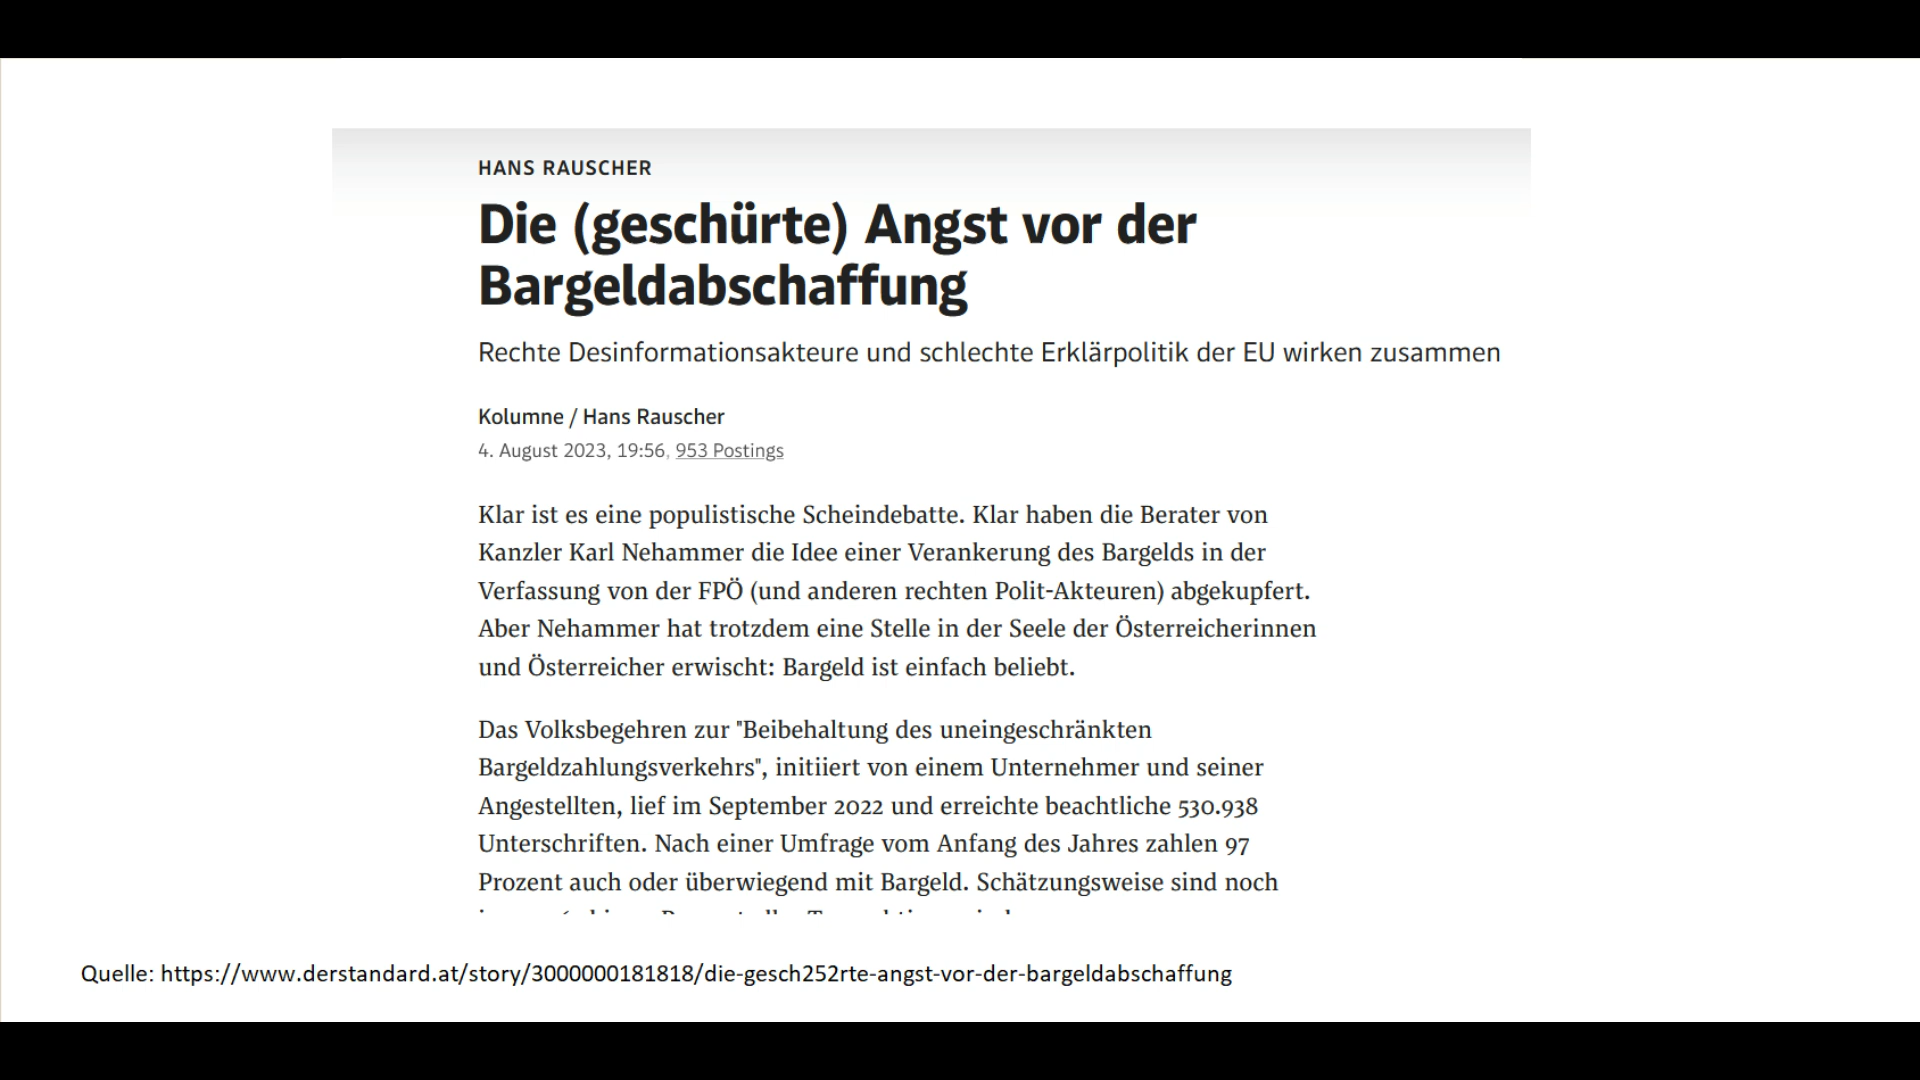 HANS RAUSCHER
Die (geschürte) Angst vor der
Bargeldabschaffung
Rechte Desinformationsakteure und schlechte Erklärpolitik der EU wirken zusammen
Kolumne / Hans Rauscher
4. August 2023, 19:56, 953 Postings
Klar ist es eine populistische Scheindebatte. Klar haben die Berater von
Kanzler Karl Nehammer die Idee einer Verankerung des Bargelds in der
Verfassung von der FPÖ (und anderen rechten Polit-Akteuren) abgekupfert.
Aber Nehammer hat trotzdem eine Stelle in der Seele der Österreicherinnen
und Österreicher erwischt: Bargeld ist einfach beliebt.
Das Volksbegehren zur "Beibehaltung des uneingeschränkten
Bargeldzahlungsverkehrs", initiiert von einem Unternehmer und seiner
Angestellten, lief im September 2022 und erreichte beachtliche 530.938
Unterschriften. Nach einer Umfrage vom Anfang des Jahres zahlen 97
Prozent auch oder überwiegend mit Bargeld. Schätzungsweise sind noch
Quelle: https://www.derstandard.at/story/3000000181818/die-gesch252rte-angst-vor-der-bargeldabschaffung